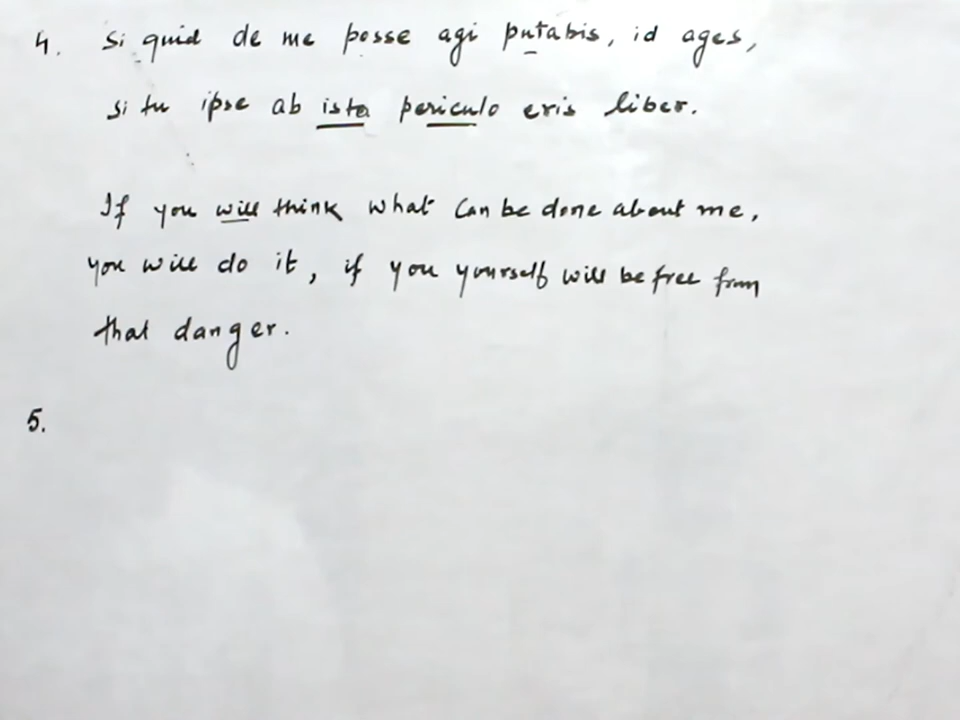 4. Si quid de me posse agi putabis, id ages,
si tu ipse ab isto periculo eris liber.
If you will think what can be done about me,
you will do it, if you yourself will be free from
that danger.
5.